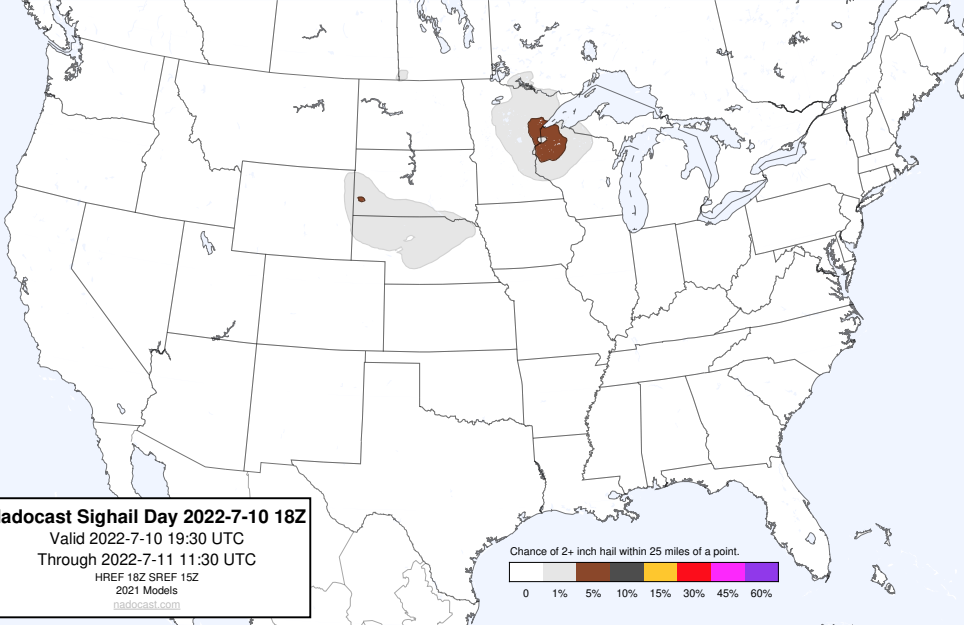 adocast Sighail Day 2022-7-10 18Z
Valid 2022-7-10 19:30 UTC
Through 2022-7-11 11:30 UTC
HREF 18Z SREF 15Z
2021 Models
nadocast.com
Chance of 2+ inch hail within 25 miles of a point.
0 1% 5% 10% 15% 30% 45% 60%